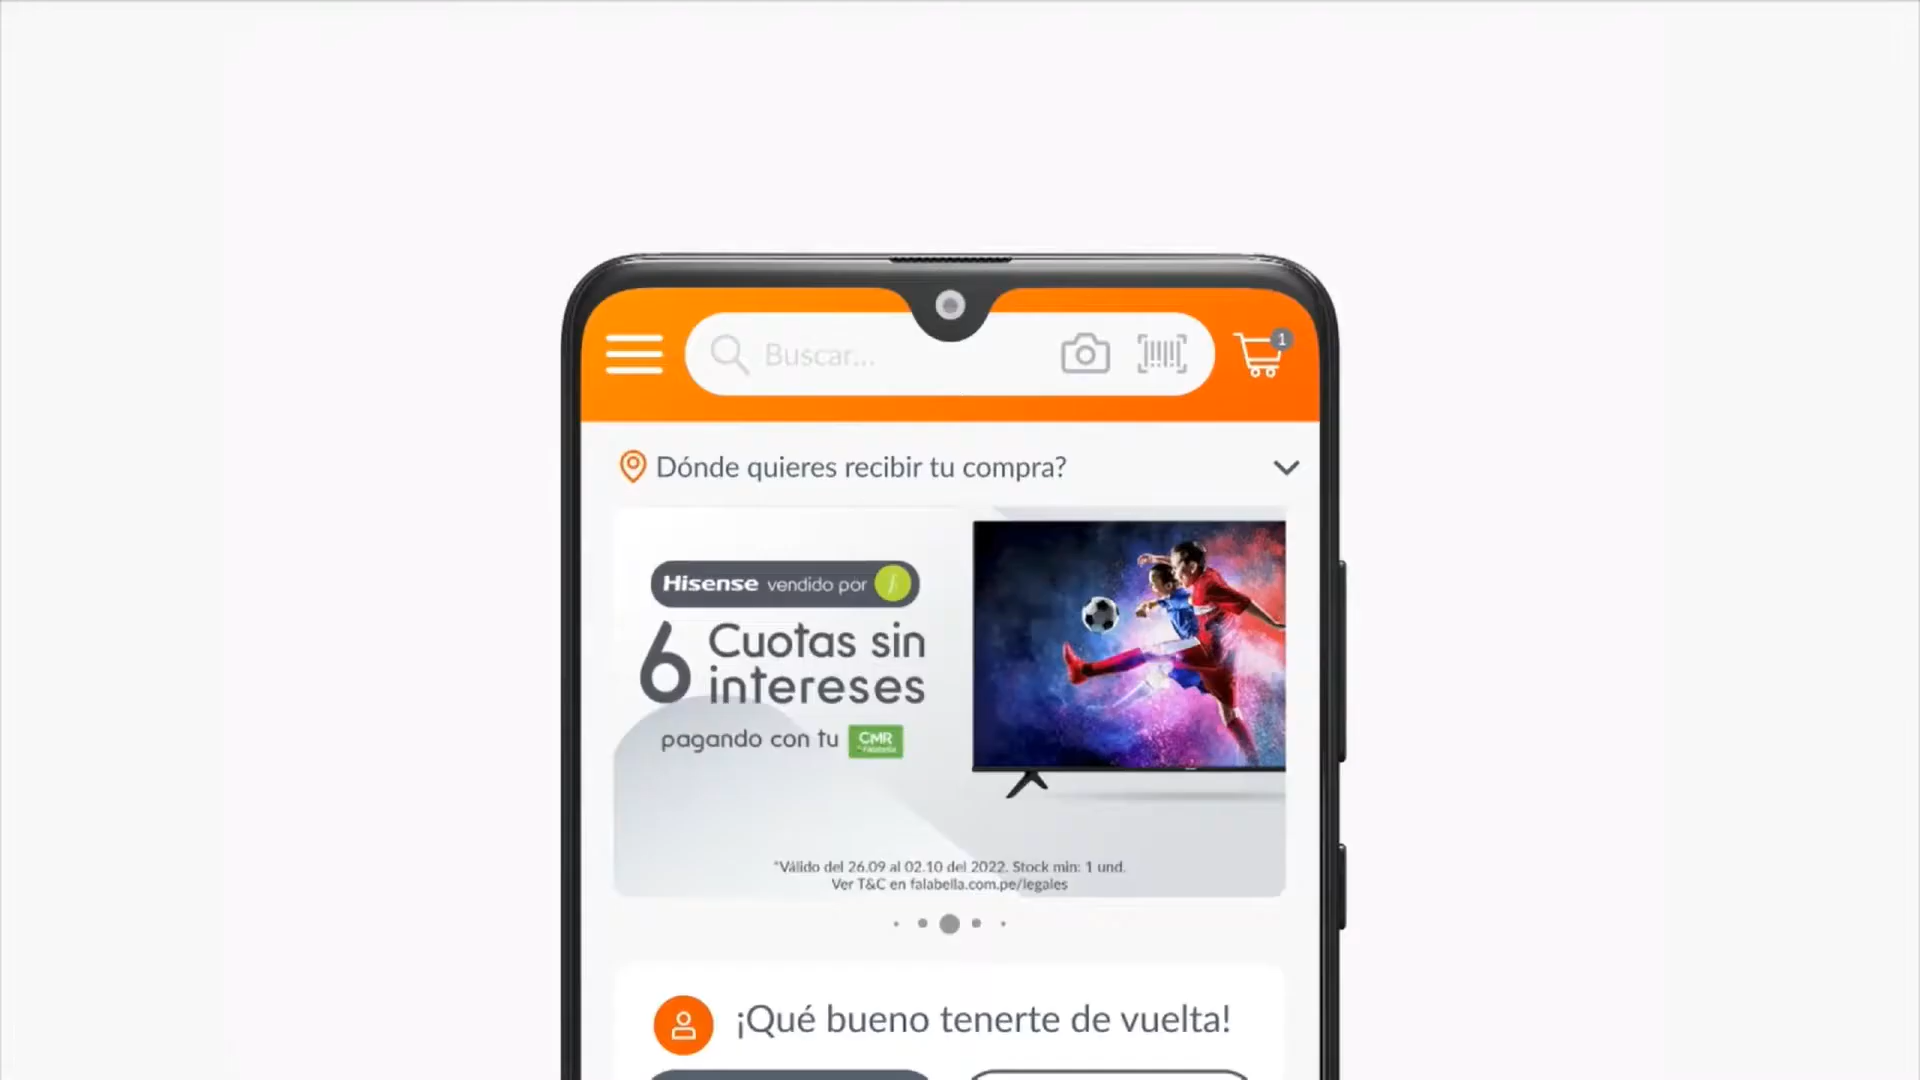 Buscar...
1
Dónde quieres recibir tu compra?
Hisense vendido por f
6 Cuotas sin
intereses
pagando con tu CMR
Falabella
*Válido del 26.09 al 02.10 del 2022. Stock min: 1 und.
Ver T&C en falabella.com.pe/legales
¡Qué bueno tenerte de vuelta!